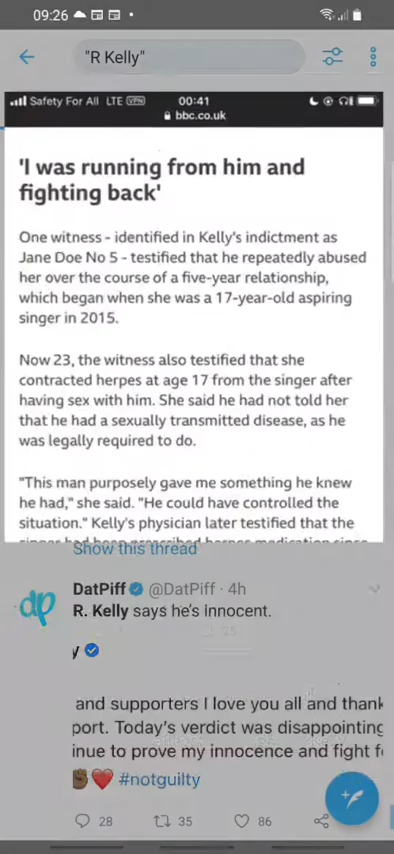 09:26
"R Kelly"
Safety For All LTE VPN 00:41
bbc.co.uk
'I was running from him and
fighting back'
One witness - identified in Kelly's indictment as
Jane Doe No 5 - testified that he repeatedly abused
her over the course of a five-year relationship,
which began when she was a 17-year-old aspiring
singer in 2015.
Now 23, the witness also testified that she
contracted herpes at age 17 from the singer after
having sex with him. She said he had not told her
that he had a sexually transmitted disease, as he
was legally required to do.
"This man purposely gave me something he knew
he had," she said. "He could have controlled the
situation." Kelly's physician later testified that the
Show this thread
dp
DatPiff @DatPiff · 4h
R. Kelly says he's innocent.
y
and supporters I love you all and thank
port. Today's verdict was disappointing
inue to prove my innocence and fight f
#notguilty
28 35 86